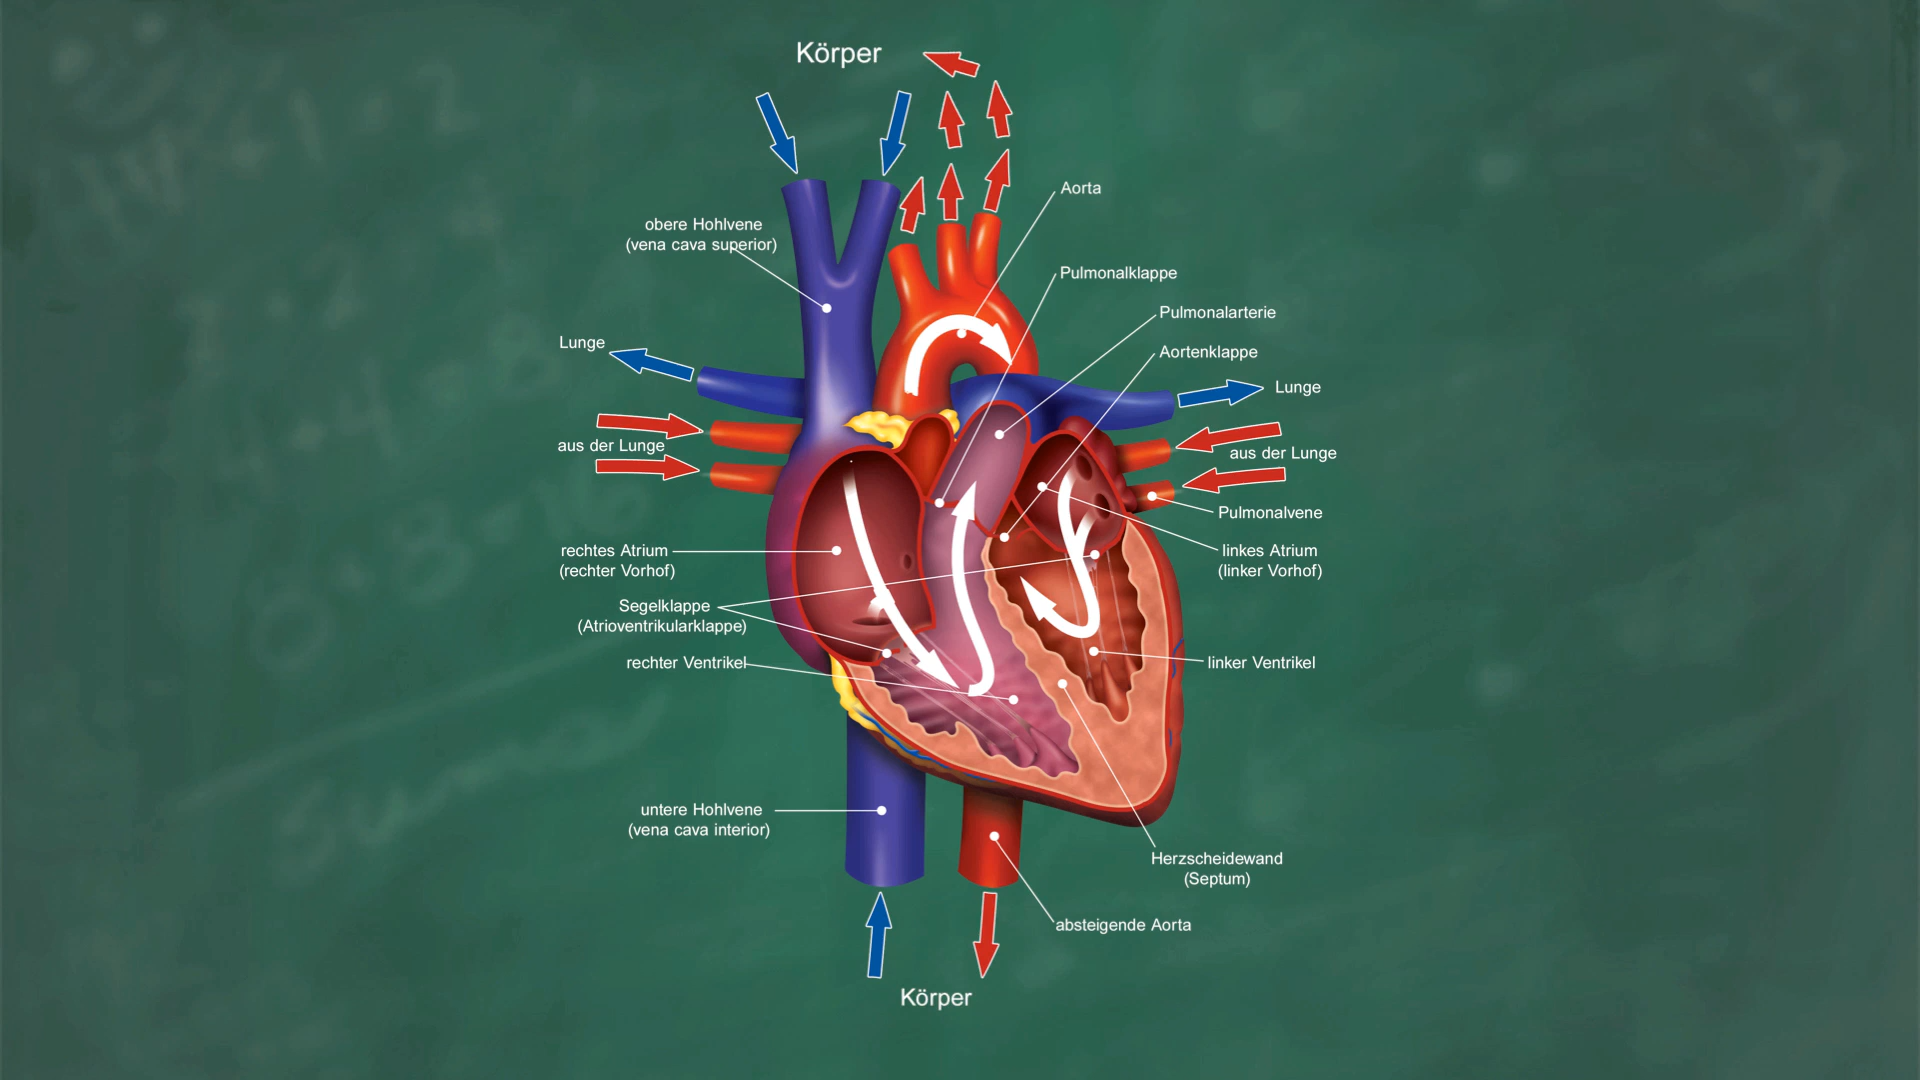 Körper
Aorta
obere Hohlvene
(vena cava superior)
Pulmonalklappe
Pulmonalarterie
Lunge
Aortenklappe
Lunge
aus der Lunge
aus der Lunge
Pulmonalvene
rechtes Atrium
(rechter Vorhof)
linkes Atrium
(linker Vorhof)
Segelklappe
(Atrioventrikularklappe)
rechter Ventrikel
linker Ventrikel
untere Hohlvene
(vena cava interior)
Herzscheidewand
(Septum)
absteigende Aorta
Körper